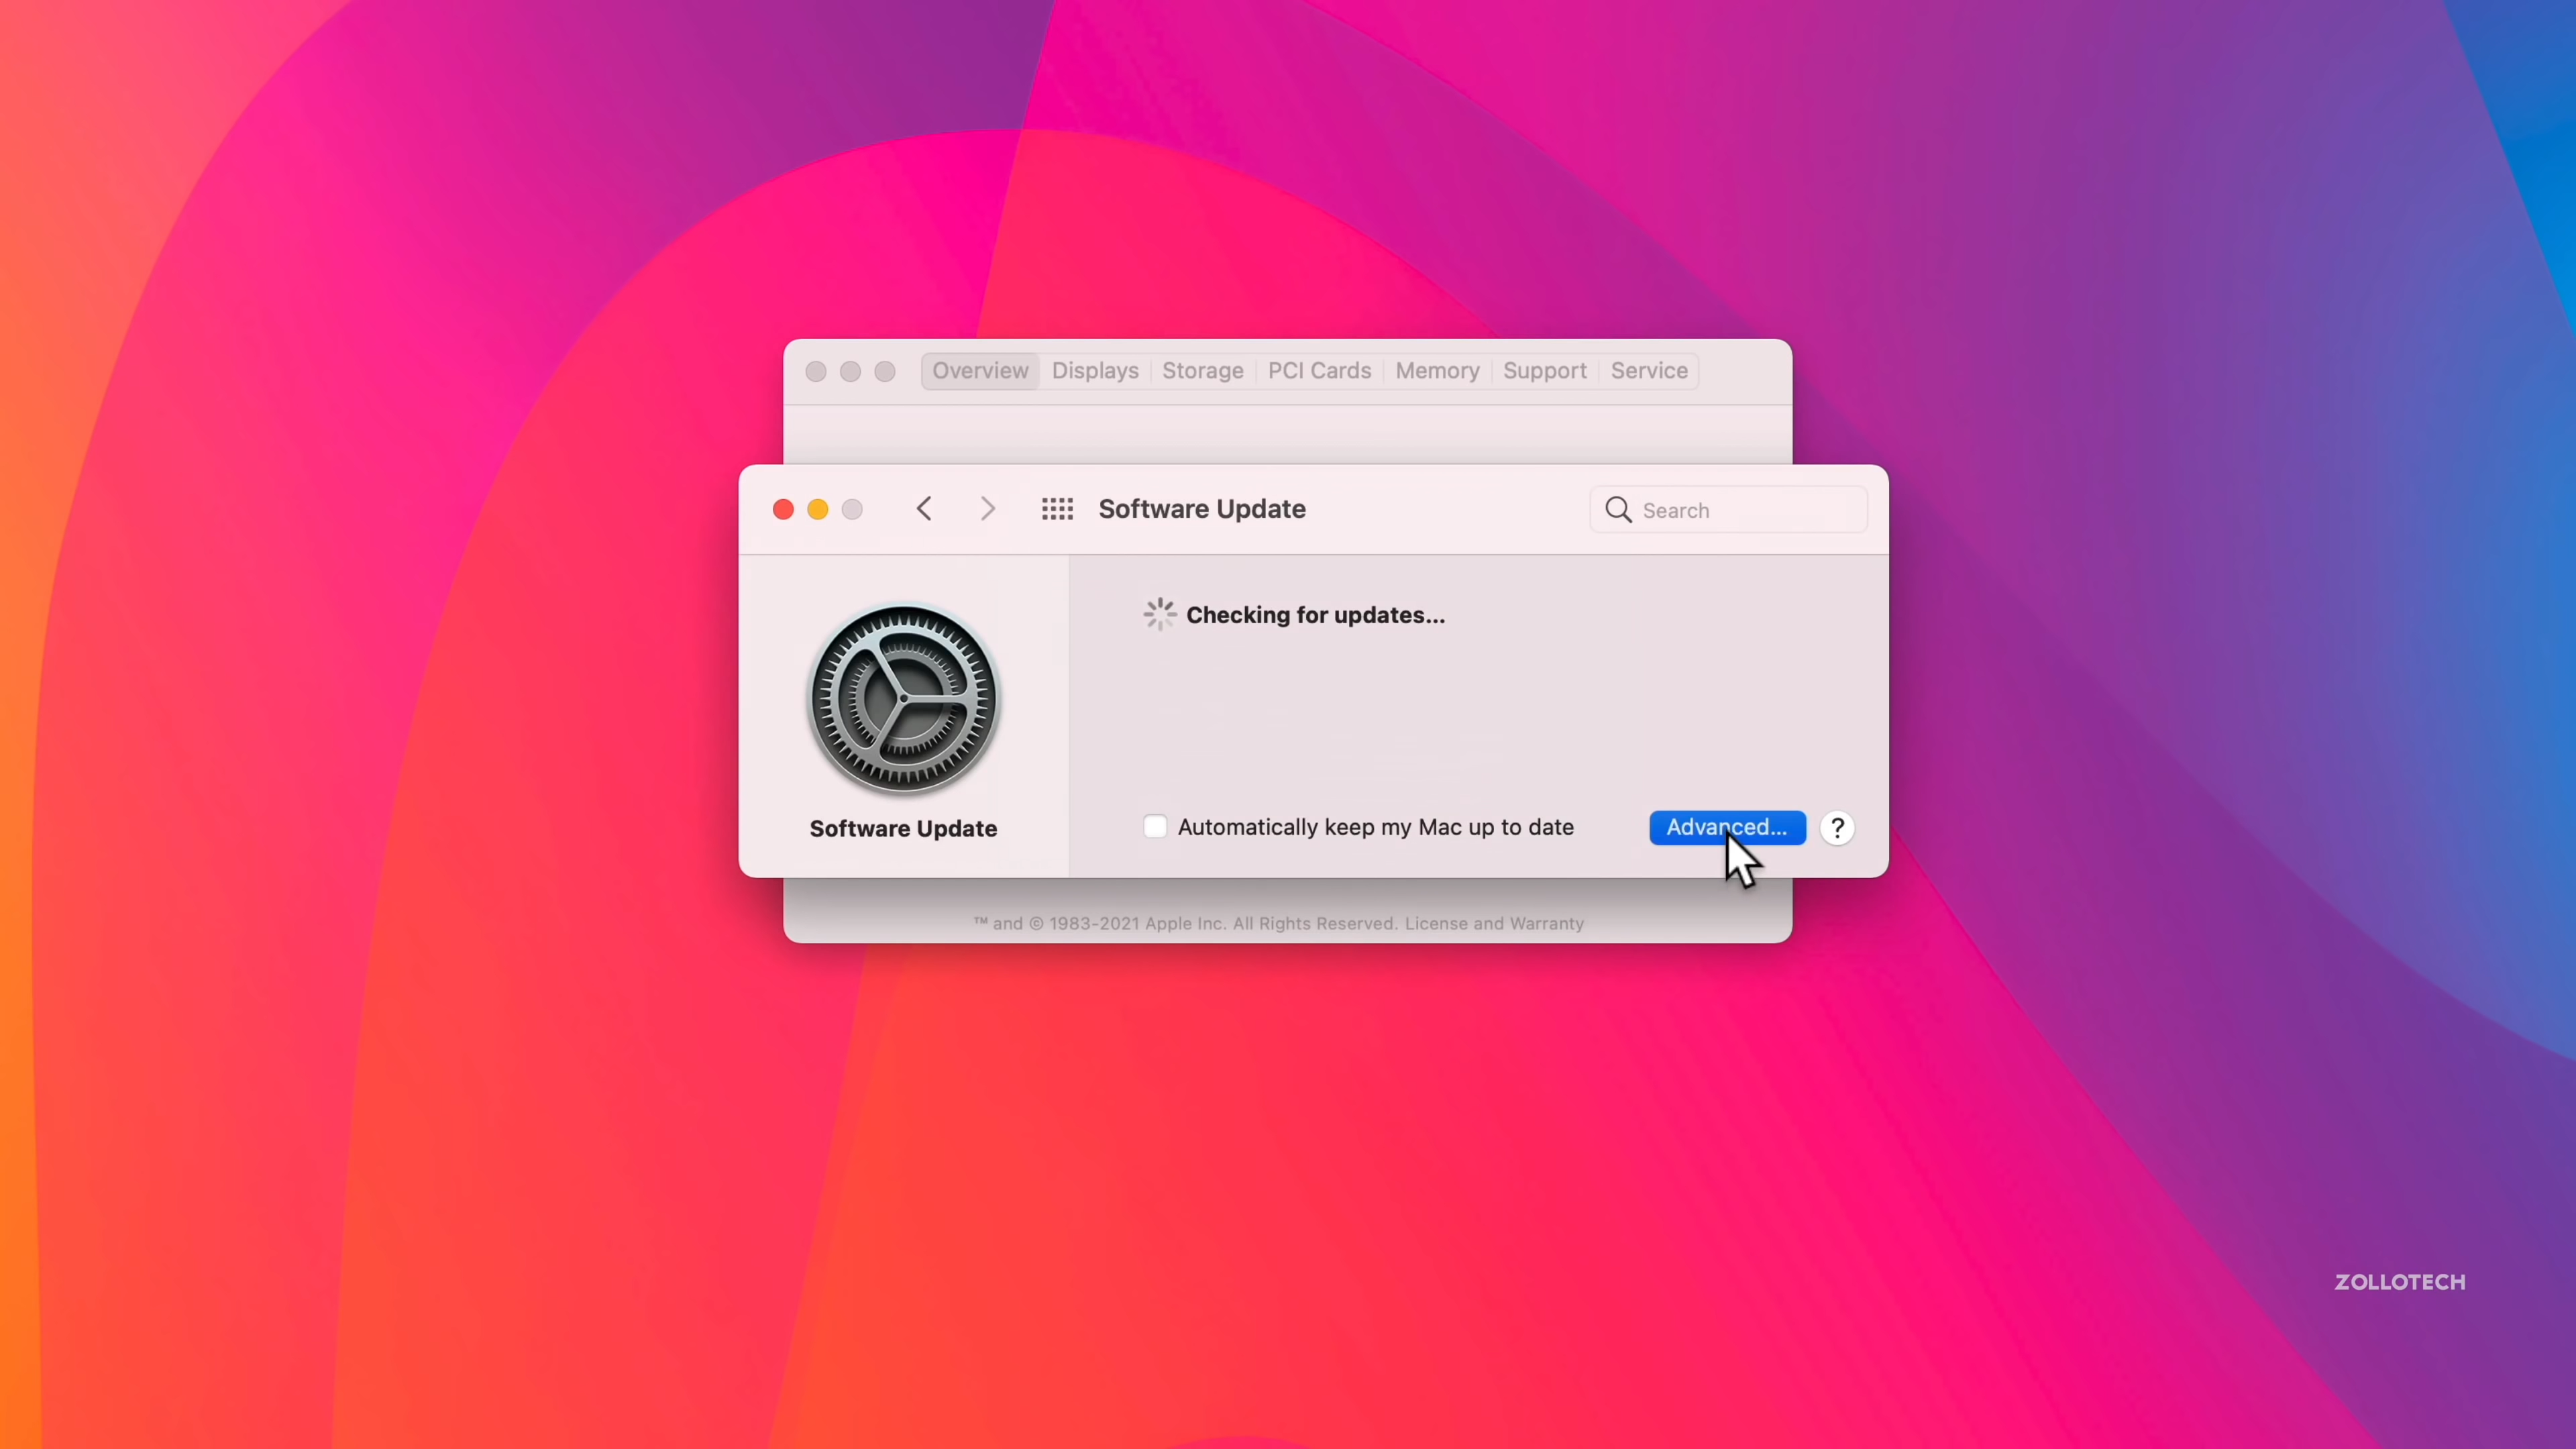 Overview Displays Storage PCI Cards Memory Support Service
Software Update
Search
Checking for updates...
Software Update
Automatically keep my Mac up to date
Advanced...
?
™ and © 1983-2021 Apple Inc. All Rights Reserved. License and Warranty
ZOLLOTECH